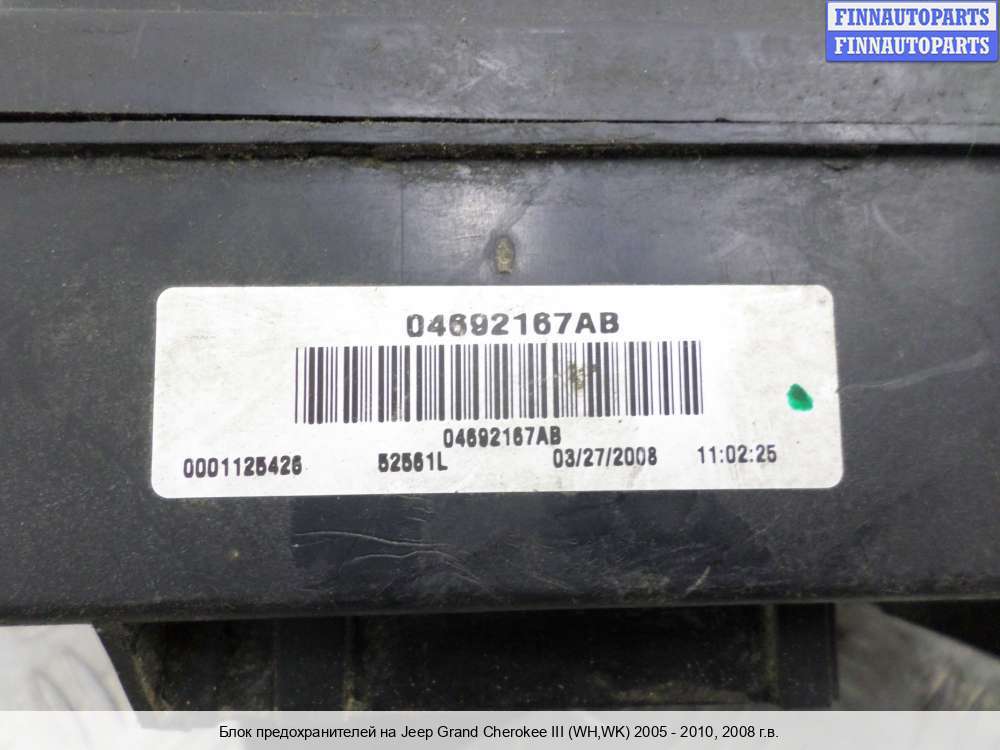 FINNAUTOPARTS
FINNAUTOPARTS
04692167AB
04692167AB
0001125426 52561L 03/27/2008 11:02:25
Блок предохранителей на Jeep Grand Cherokee III (WH,WK) 2005 - 2010, 2008 г.в.